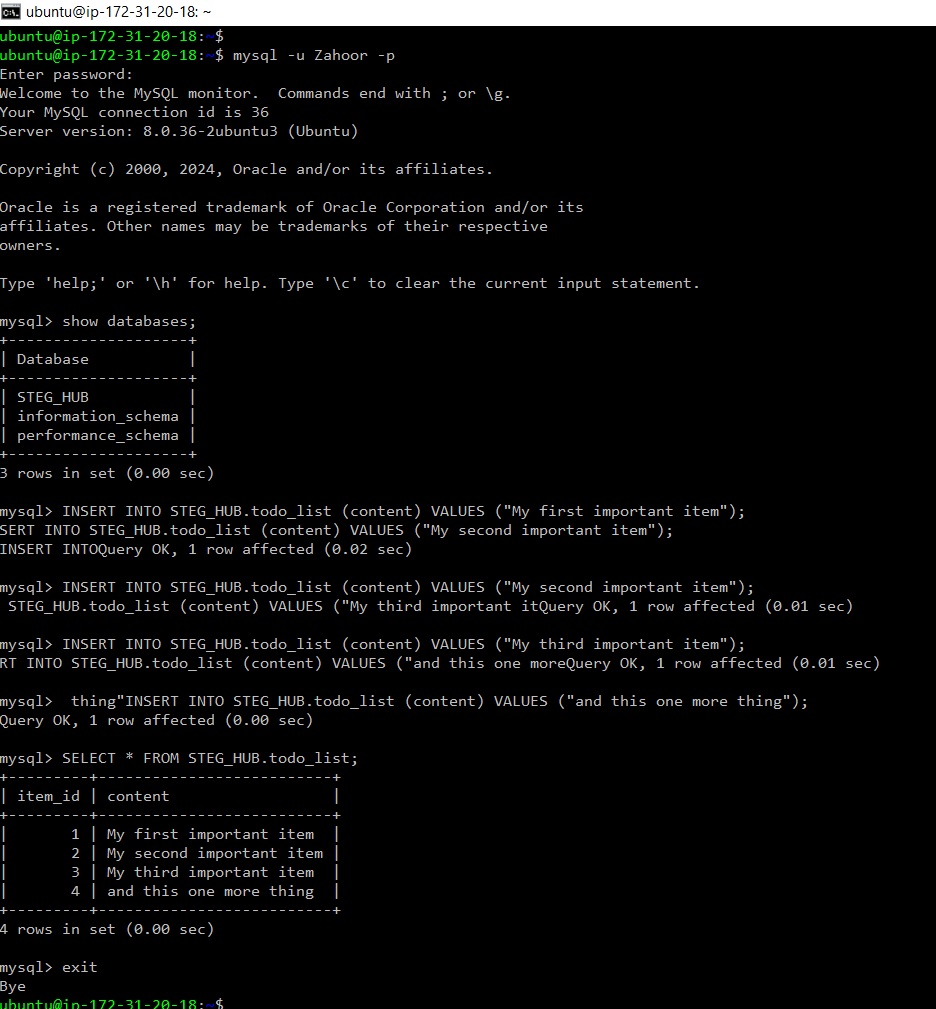 ubuntu@ip-172-31-20-18: ~
ubuntu@ip-172-31-20-18:~$
ubuntu@ip-172-31-20-18:~$ mysql -u Zahoor -p
Enter password:
Welcome to the MySQL monitor.  Commands end with ; or \g.
Your MySQL connection id is 36
Server version: 8.0.36-2ubuntu3 (Ubuntu)
Copyright (c) 2000, 2024, Oracle and/or its affiliates.
Oracle is a registered trademark of Oracle Corporation and/or its
affiliates. Other names may be trademarks of their respective
owners.
Type 'help;' or '\h' for help. Type '\c' to clear the current input statement.
mysql> show databases;
+--------------------+
| Database           |
+--------------------+
| STEG_HUB           |
| information_schema |
| performance_schema |
+--------------------+
3 rows in set (0.00 sec)
mysql> INSERT INTO STEG_HUB.todo_list (content) VALUES ("My first important item");
SERT INTO STEG_HUB.todo_list (content) VALUES ("My second important item");
INSERT INTOQuery OK, 1 row affected (0.02 sec)
mysql> INSERT INTO STEG_HUB.todo_list (content) VALUES ("My second important item");
 STEG_HUB.todo_list (content) VALUES ("My third important itQuery OK, 1 row affected (0.01 sec)
mysql> INSERT INTO STEG_HUB.todo_list (content) VALUES ("My third important item");
RT INTO STEG_HUB.todo_list (content) VALUES ("and this one moreQuery OK, 1 row affected (0.01 sec)
mysql>  thing"INSERT INTO STEG_HUB.todo_list (content) VALUES ("and this one more thing");
Query OK, 1 row affected (0.00 sec)
mysql> SELECT * FROM STEG_HUB.todo_list;
+---------+--------------------------+
| item_id | content                  |
+---------+--------------------------+
|       1 | My first important item  |
|       2 | My second important item |
|       3 | My third important item  |
|       4 | and this one more thing  |
+---------+--------------------------+
4 rows in set (0.00 sec)
mysql> exit
Bye
ubuntu@ip-172-31-20-18:~$